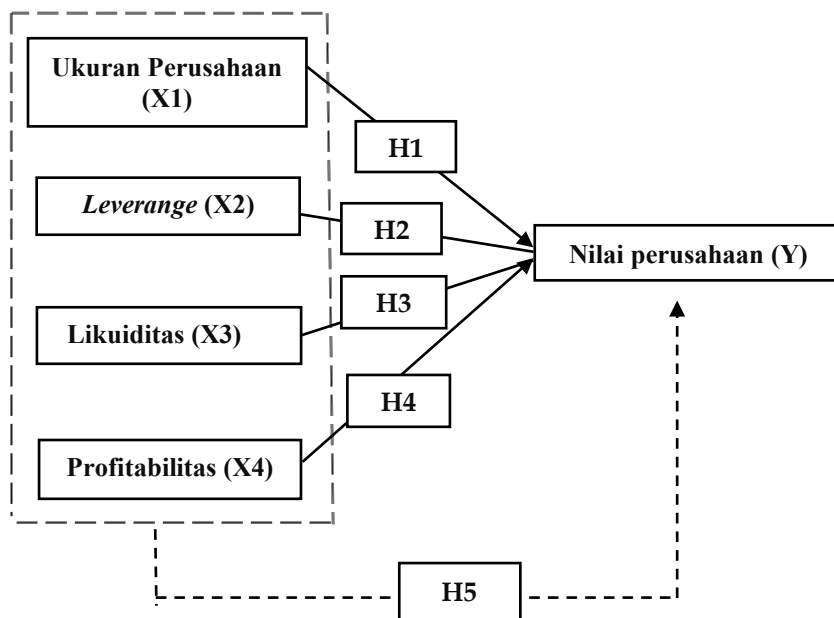 Ukuran Perusahaan
(X1)
H1
Leverange (X2)
H2
Nilai perusahaan (Y)
H3
Likuiditas (X3)
H4
Profitabilitas (X4)
H5